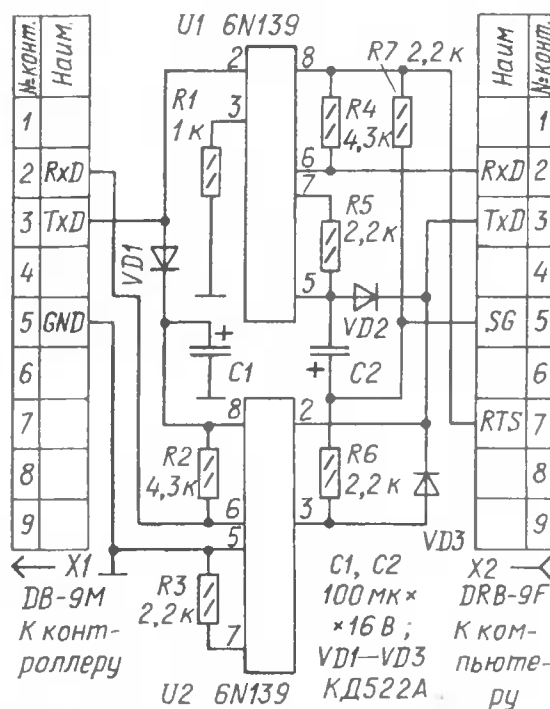 U1 6N139
№ конт.
Наим
1
2 RxD
3 TxD
4
5 GND
6
7
8
9
← X1
DB-9M
К конт-
роллеру
R1
1к
VD1
C1
+
R2
4,3к
R3
2,2к
2
3
8
6
7
5
R7 2,2к
R4
4,3к
R5
2,2к
VD2
C2
+
8
6
5
7
2
3
R6
2,2к
VD3
U2 6N139
C1, C2
100 мк ×
× 16 В ;
VD1–VD3
КД522А
Наим
№ конт.
1
RxD 2
TxD 3
4
SG 5
6
RTS 7
8
9
X2
DRB-9F
К ком-
пьюте-
ру